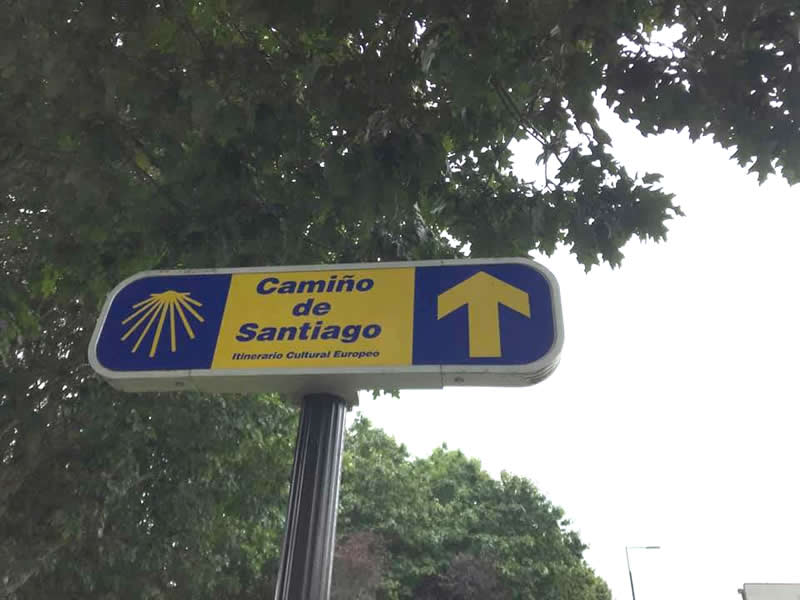 Camiño
de
Santiago
Itinerario Cultural Europeo